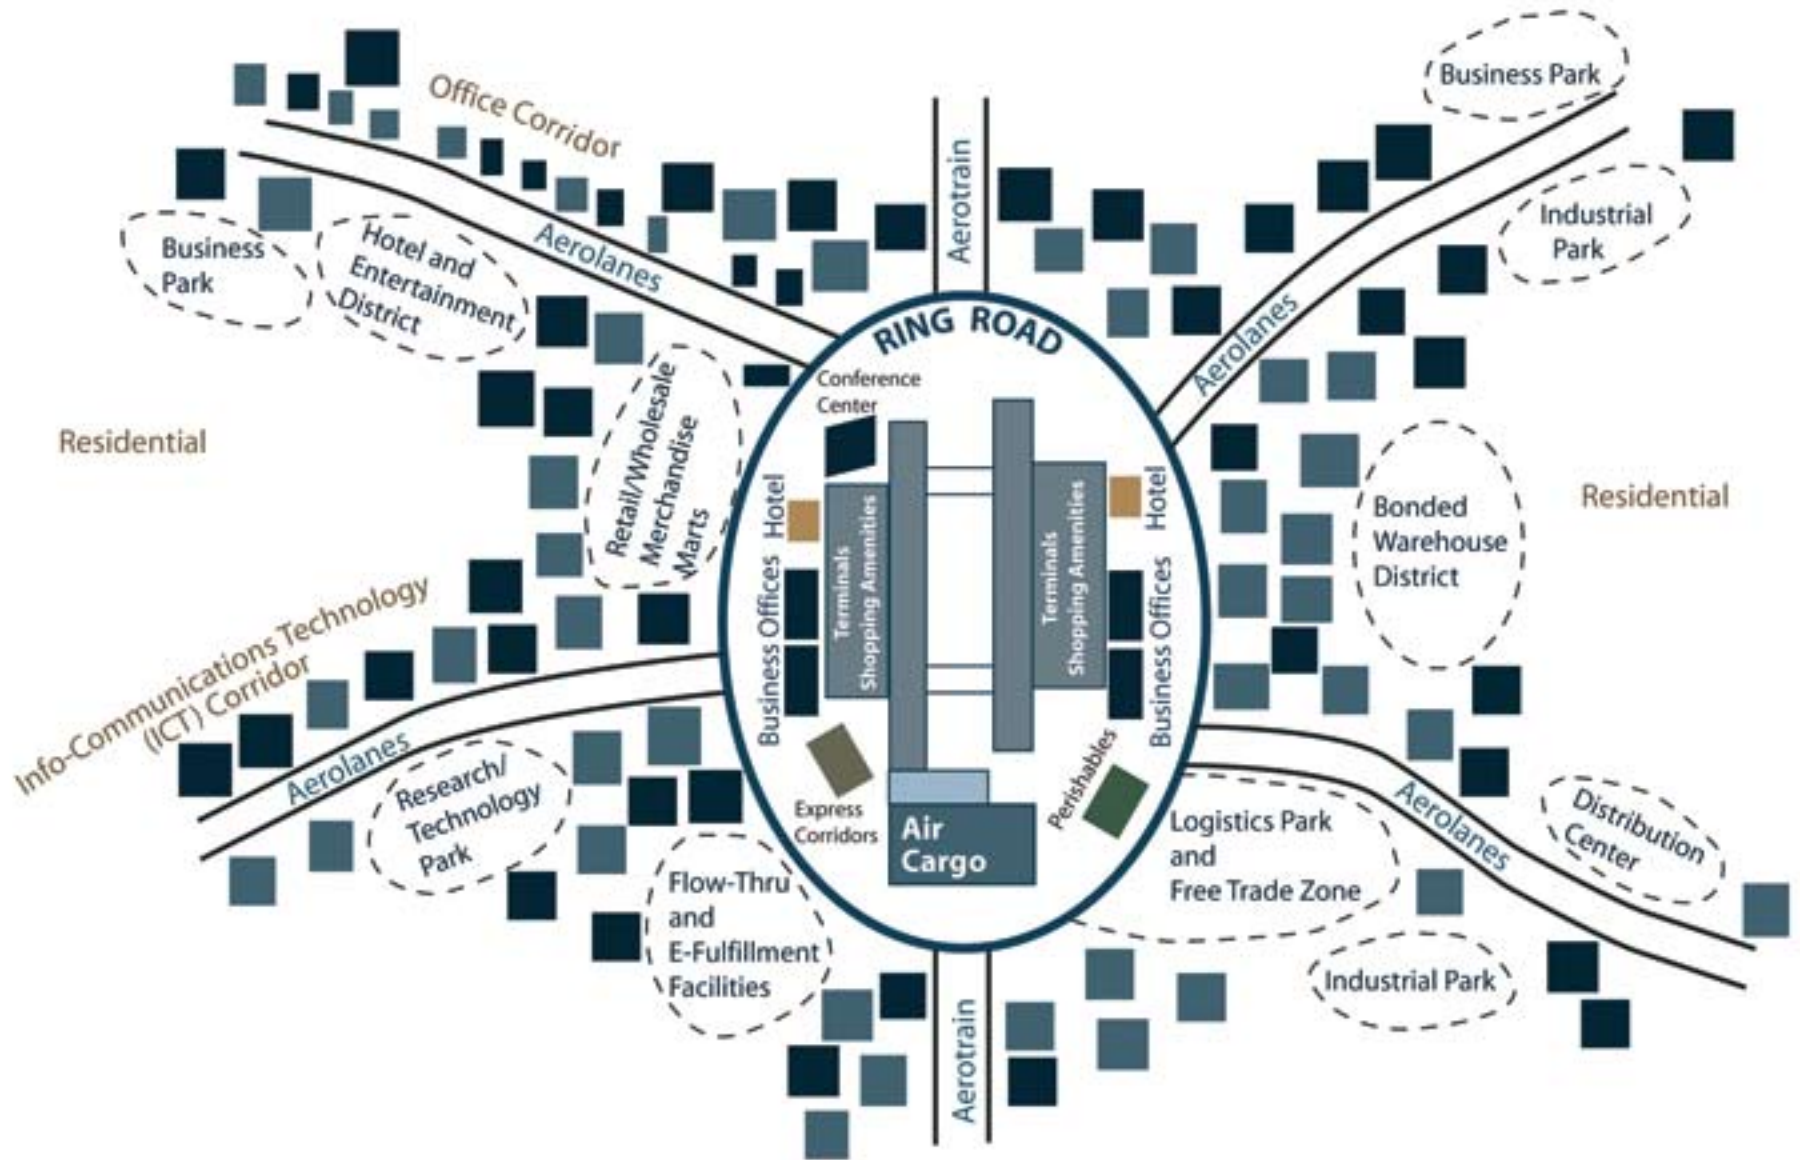 Office Corridor
Business Park
Aerotrain
Industrial
Park
Business
Park
Hotel and
Entertainment
District
Aerolanes
Aerolanes
RING ROAD
Conference
Center
Residential
Retail/Wholesale
Merchandise
Marts
Hotel
Hotel
Terminals
Shopping Amenities
Terminals
Shopping Amenities
Bonded
Warehouse
District
Residential
Business Offices
Business Offices
Info-Communications Technology
(ICT) Corridor
Aerolanes
Research/
Technology
Park
Express
Corridors
Air
Cargo
Perishables
Logistics Park
and
Free Trade Zone
Aerolanes
Distribution
Center
Flow-Thru
and
E-Fulfillment
Facilities
Industrial Park
Aerotrain